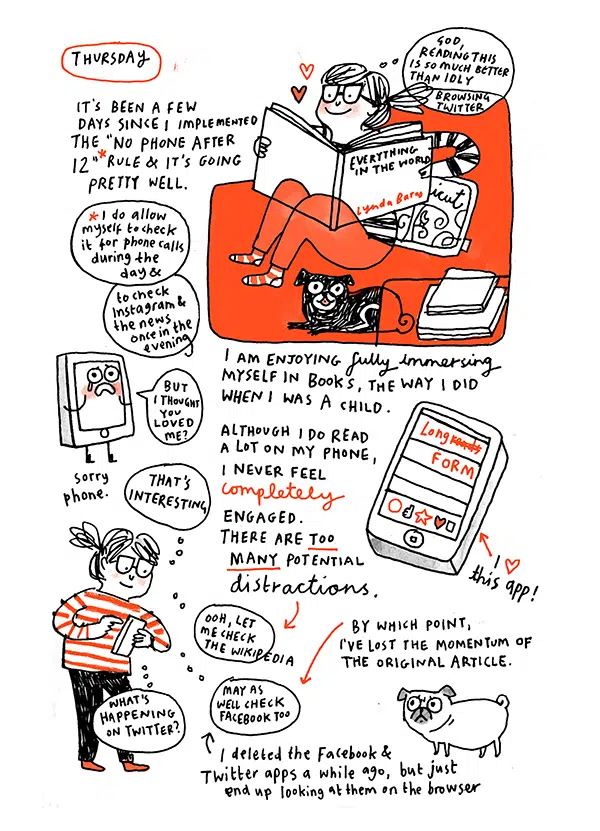 THURSDAY
GOD,
READING THIS
IS SO MUCH BETTER
THAN IDLY
BROWSING
TWITTER
IT'S BEEN A FEW
DAYS SINCE I IMPLEMENTED
THE "NO PHONE AFTER
12"* RULE & IT'S GOING
PRETTY WELL.
EVERYTHING
IN THE WORLD
Lynda Barry
icut
* I do allow
myself to check
it for phone calls
during the
day &
to check
Instagram &
the news
once in the
evening
I AM ENJOYING fully immersing
MYSELF IN BOOKS, THE WAY I DID
WHEN I WAS A CHILD.
BUT
I THOUGHT
YOU
LOVED
ME?
sorry
phone.
ALTHOUGH I DO READ
A LOT ON MY PHONE,
I NEVER FEEL
completely
ENGAGED.
THERE ARE TOO
MANY POTENTIAL
distractions.
Longreads
FORM
I ♥
this app!
THAT'S
INTERESTING
OOH, LET
ME CHECK
THE WIKIPEDIA
BY WHICH POINT,
I'VE LOST THE MOMENTUM OF
THE ORIGINAL ARTICLE.
MAY AS
WELL CHECK
FACEBOOK TOO
WHAT'S
HAPPENING
ON TWITTER?
I deleted the Facebook &
Twitter apps a while ago, but just
end up looking at them on the browser